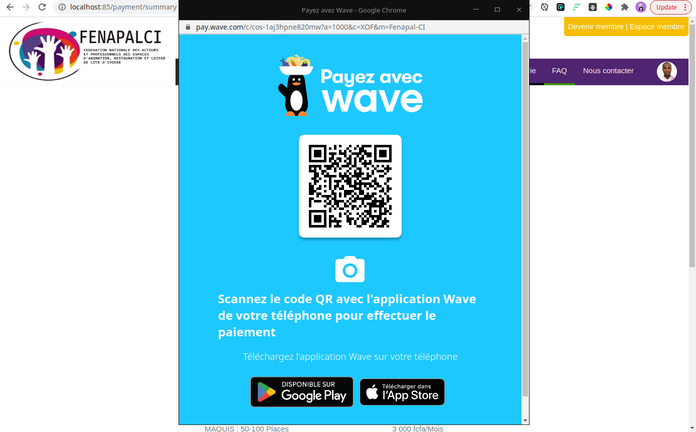 Payez avec Wave - Google Chrome
localhost:85/payment/summary
Update
pay.wave.com/c/cos-1aj3hpne820mw?a=1000&c=XOF&m=Fenapal-CI
Devenir membre | Espace membre
FENAPALCI
FEDERATION NATIONALE DES ACTEURS
ET PROFESSIONNELS DES ESPACES
D'ANIMATION, RESTAURATION ET LOISIR
DE COTE D'IVOIRE
ie FAQ Nous contacter
Payez avec
wave
Scannez le code QR avec l'application Wave
de votre téléphone pour effectuer le
paiement
Téléchargez l'application Wave sur votre téléphone
DISPONIBLE SUR
Google Play
Télécharger dans
l'App Store
MAQUIS : 50-100 Places 3 000 fcfa/Mois